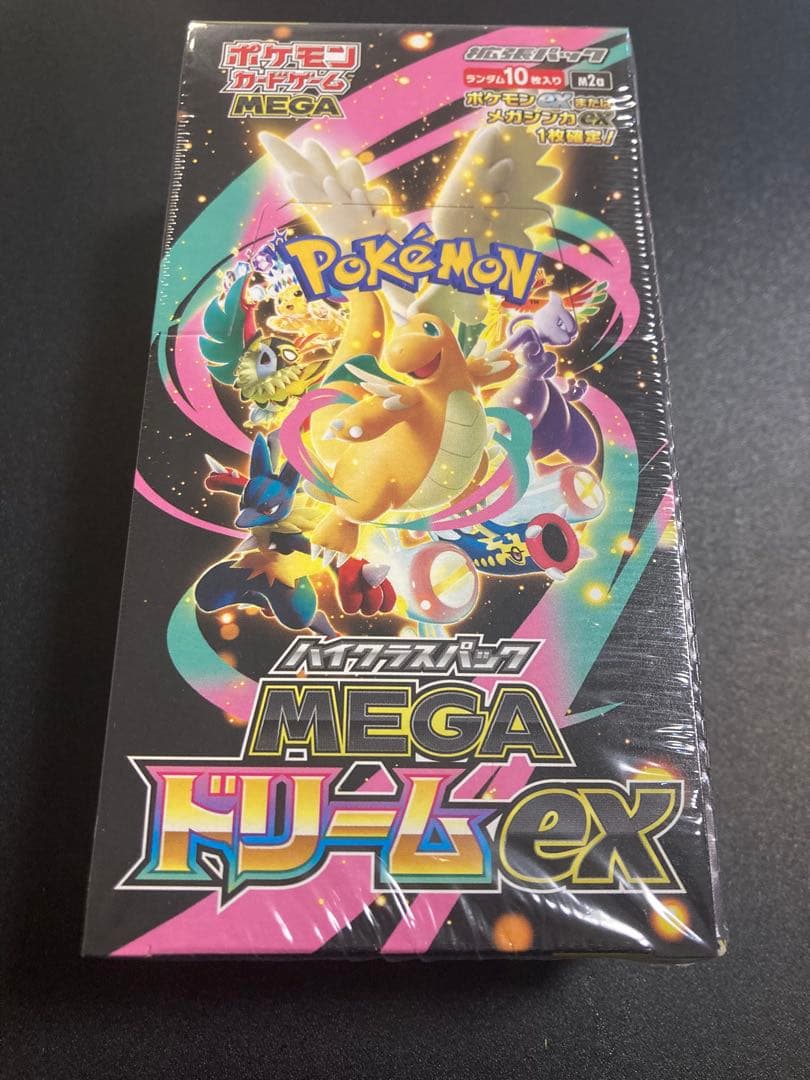 ポケモン
カードゲーム
MEGA
拡張パック
ランダム10枚入り M2a
ポケモンexまたは
メガシンカex
1枚確定!
POKéMON
ハイクラスパック
MEGA
ドリームex